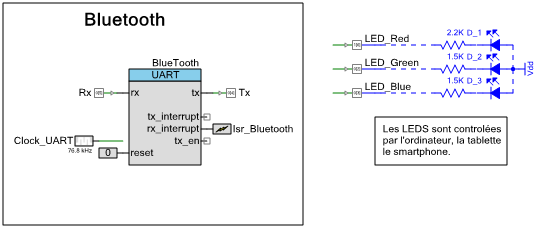 Bluetooth
BlueTooth
UART
Rx
rx
tx
Tx
tx_interrupt
rx_interrupt
Isr_Bluetooth
Clock_UART
tx_en
76.8 kHz
0
reset
LED_Red
2.2K D_1
LED_Green
1.5K D_2
Vdd
LED_Blue
1.5K D_3
Les LEDS sont controlées
par l'ordinateur, la tablette
le smartphone.